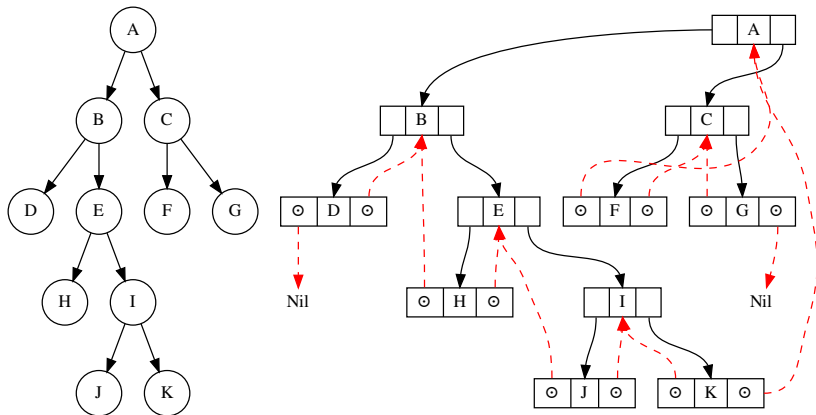 A
B C
D E F G
H I
J K
A
B C
⊙ D ⊙ E ⊙ F ⊙ ⊙ G ⊙
Nil ⊙ H ⊙ I Nil
⊙ J ⊙ ⊙ K ⊙